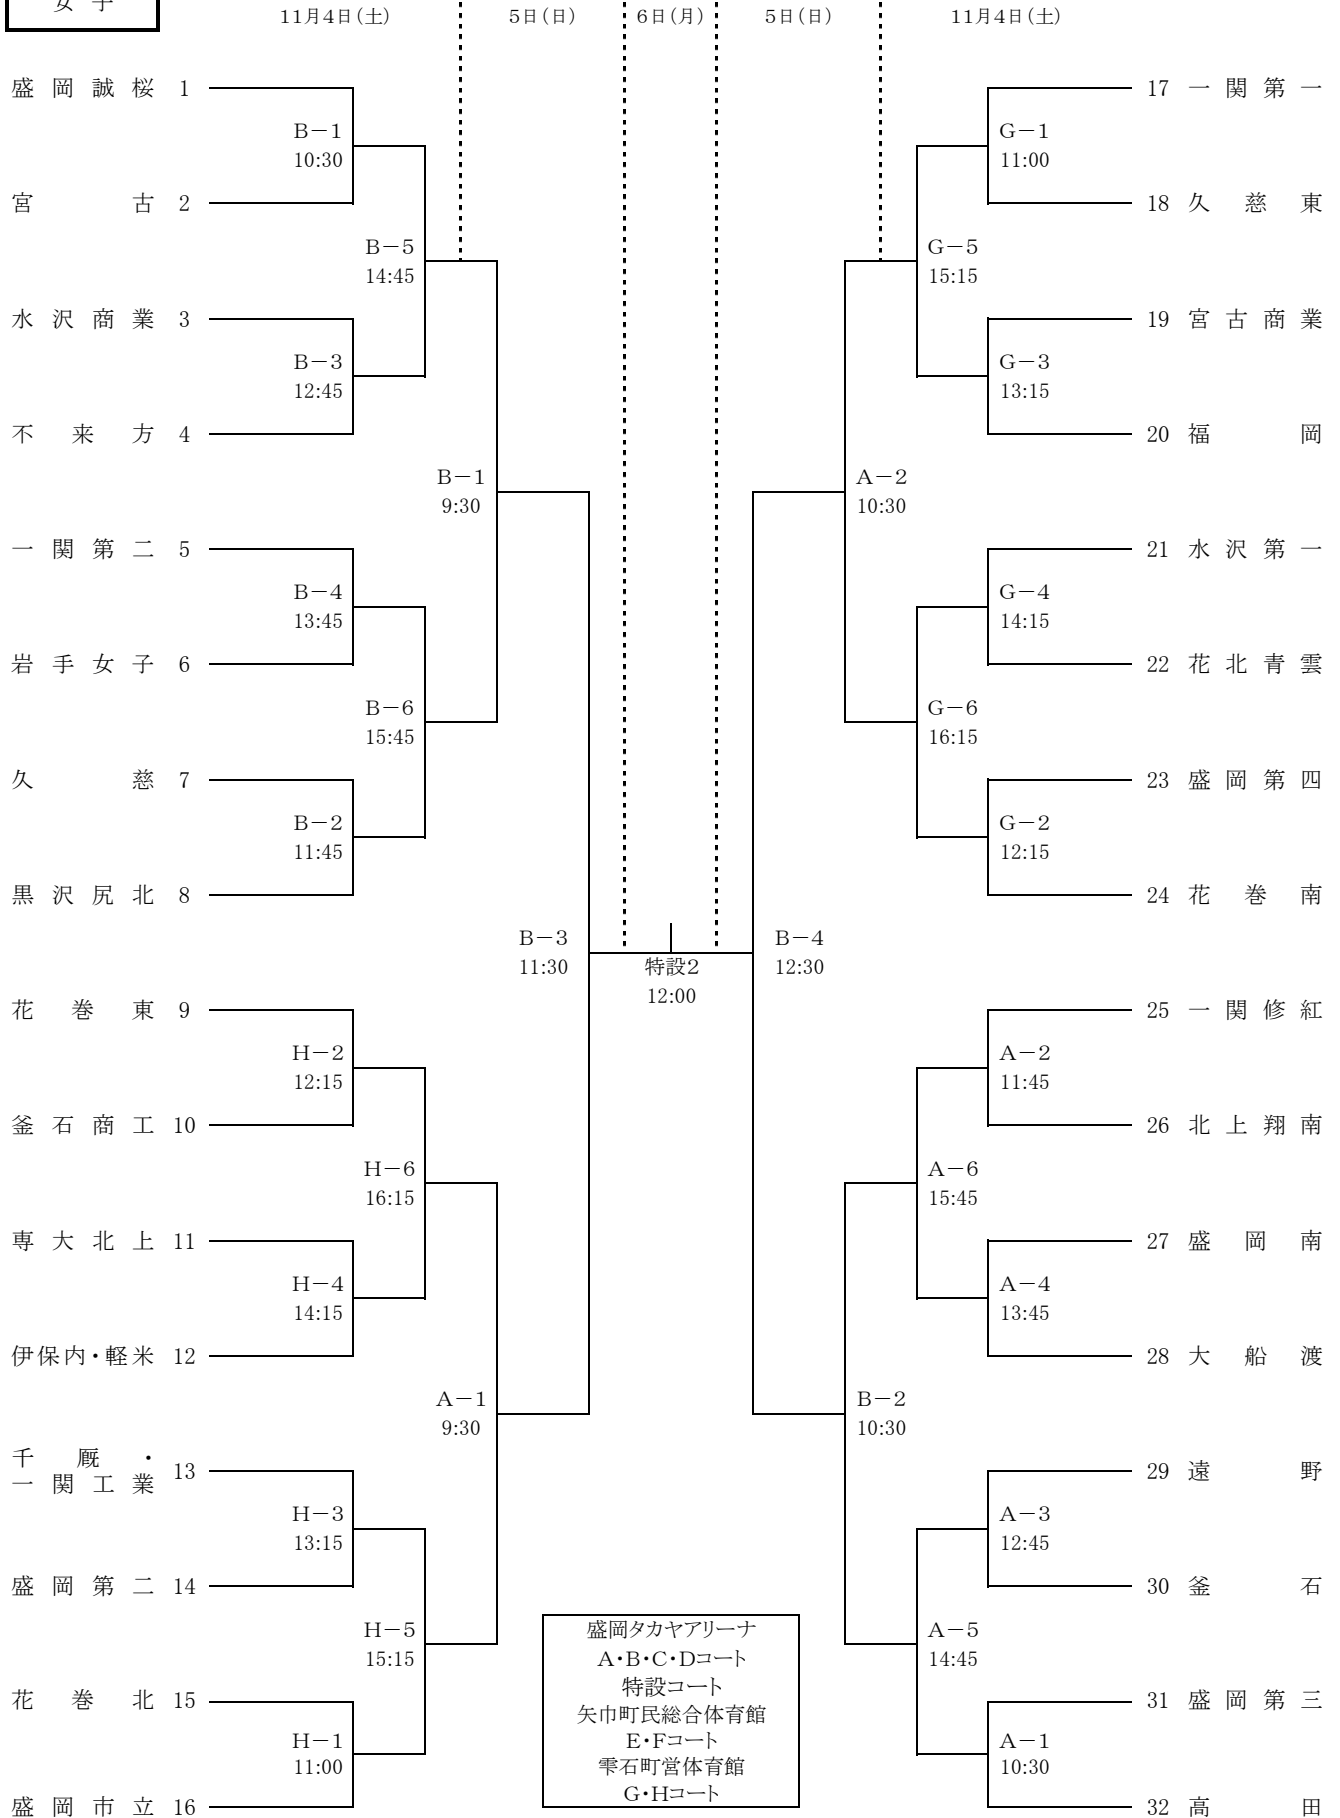 女子
11月4日(土) 5日(日) 6日(月) 5日(日) 11月4日(土)
盛岡誠桜 1
B-1
10:30
宮古 2
B-5
14:45
水沢商業 3
B-3
12:45
不来方 4
B-1
9:30
一関第二 5
B-4
13:45
岩手女子 6
B-6
15:45
久慈 7
B-2
11:45
黒沢尻北 8
B-3
11:30
花巻東 9
H-2
12:15
釜石商工 10
H-6
16:15
専大北上 11
H-4
14:15
伊保内・軽米 12
A-1
9:30
千厩・
一関工業 13
H-3
13:15
盛岡第二 14
H-5
15:15
花巻北 15
H-1
11:00
盛岡市立 16
特設2
12:00
17 一関第一
G-1
11:00
18 久慈東
G-5
15:15
19 宮古商業
G-3
13:15
20 福岡
A-2
10:30
21 水沢第一
G-4
14:15
22 花北青雲
G-6
16:15
23 盛岡第四
G-2
12:15
24 花巻南
B-4
12:30
25 一関修紅
A-2
11:45
26 北上翔南
A-6
15:45
27 盛岡南
A-4
13:45
28 大船渡
B-2
10:30
29 遠野
A-3
12:45
30 釜石
A-5
14:45
31 盛岡第三
A-1
10:30
32 高田
盛岡タカヤアリーナ
A・B・C・Dコート
特設コート
矢巾町民総合体育館
E・Fコート
雫石町営体育館
G・Hコート